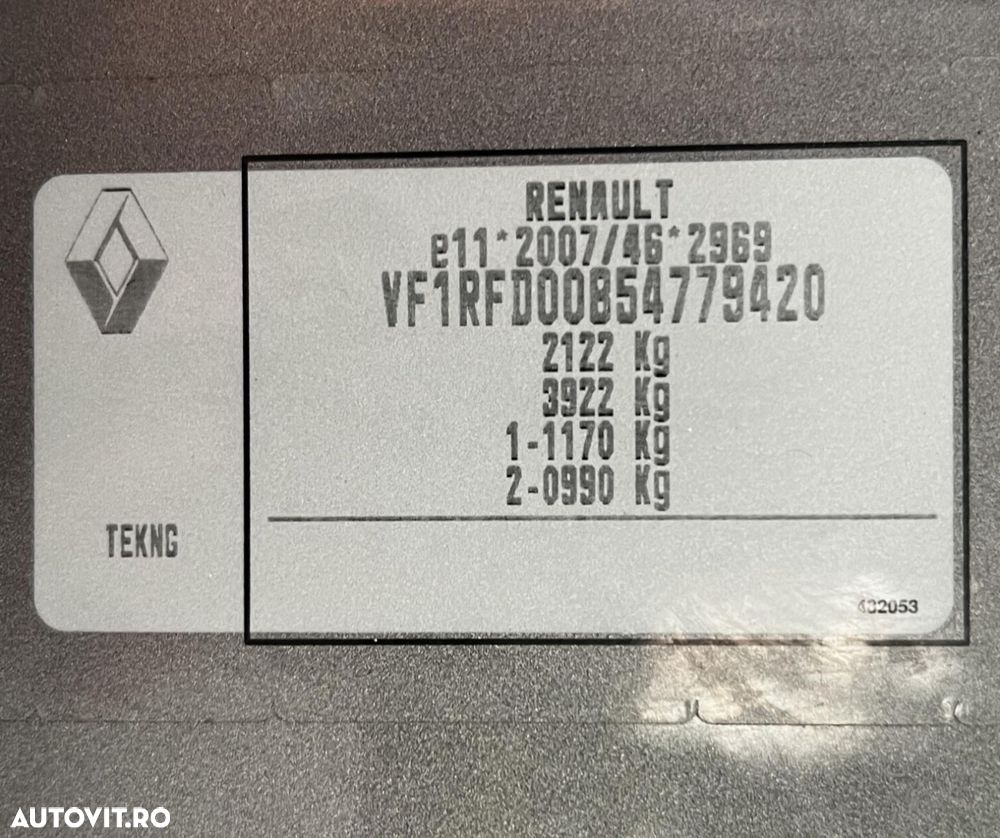 RENAULT
e11*2007/46*2969
VF1RFD00854779420
2122 Kg
3922 Kg
1-1170 Kg
2-0990 Kg
TEKNG
432053
AUTOVIT.RO